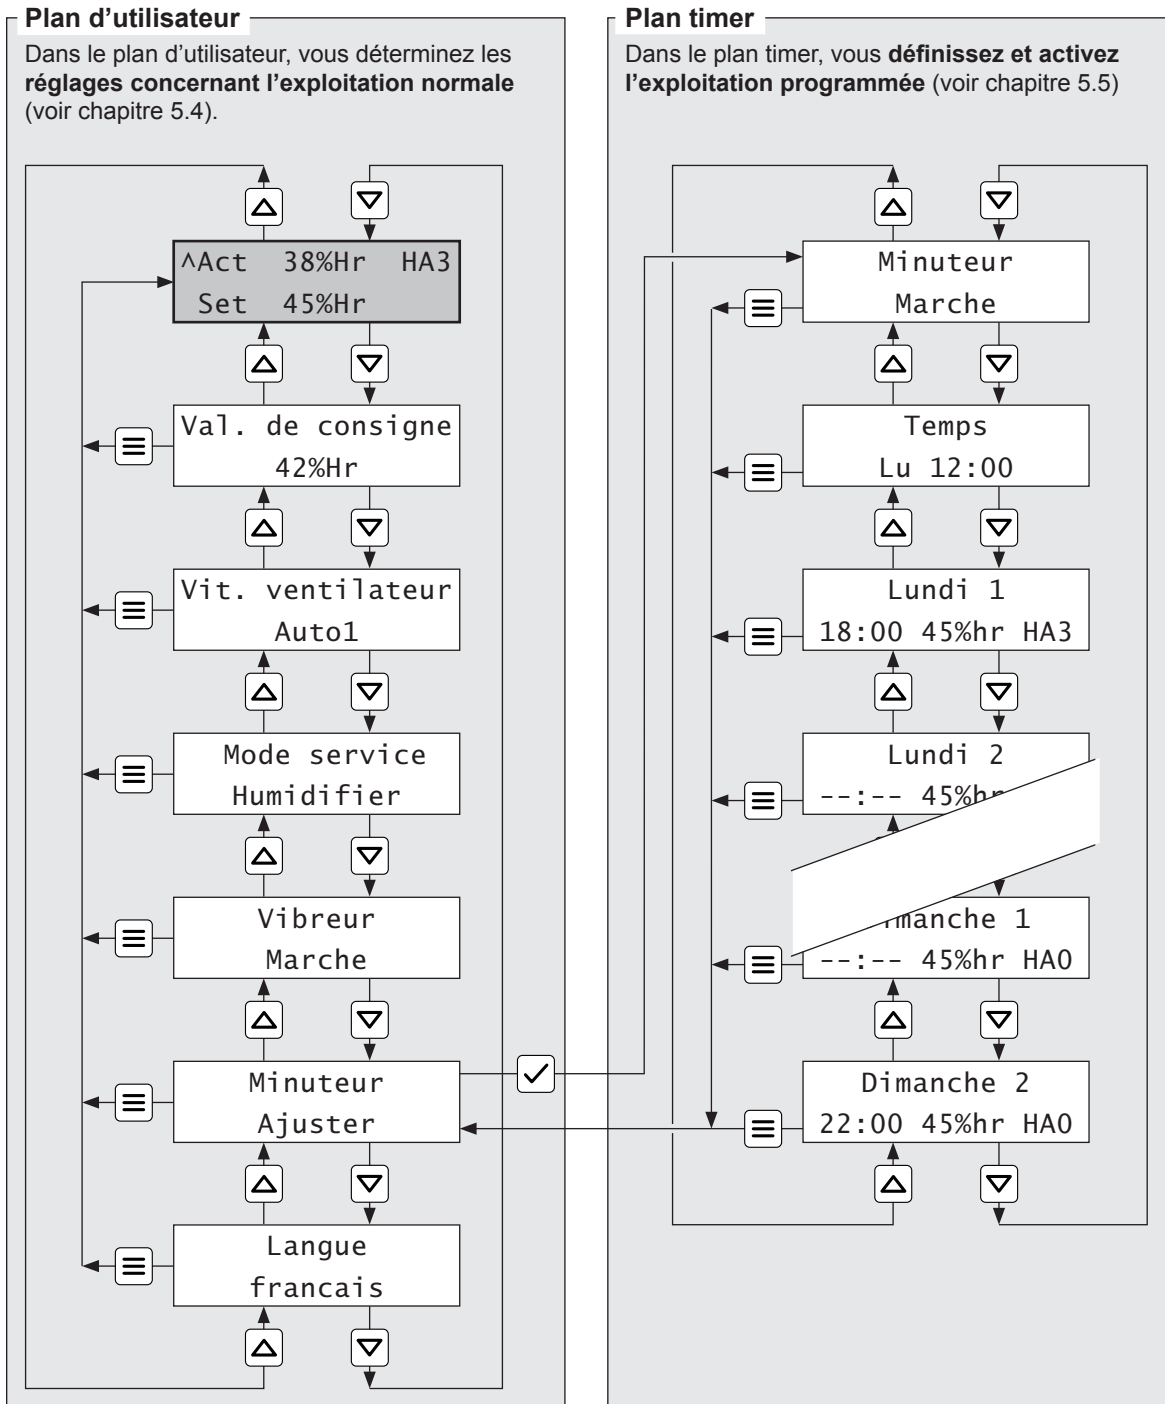 Plan d’utilisateur
Dans le plan d’utilisateur, vous déterminez les
réglages concernant l’exploitation normale
(voir chapitre 5.4).
^Act 38%Hr HA3
Set 45%Hr
Val. de consigne
42%Hr
Vit. ventilateur
Auto1
Mode service
Humidifier
Vibreur
Marche
Minuteur
Ajuster
Langue
francais
Plan timer
Dans le plan timer, vous définissez et activez
l’exploitation programmée (voir chapitre 5.5)
Minuteur
Marche
Temps
Lu 12:00
Lundi 1
18:00 45%hr HA3
Lundi 2
--:-- 45%hr
manche 1
--:-- 45%hr HA0
Dimanche 2
22:00 45%hr HA0